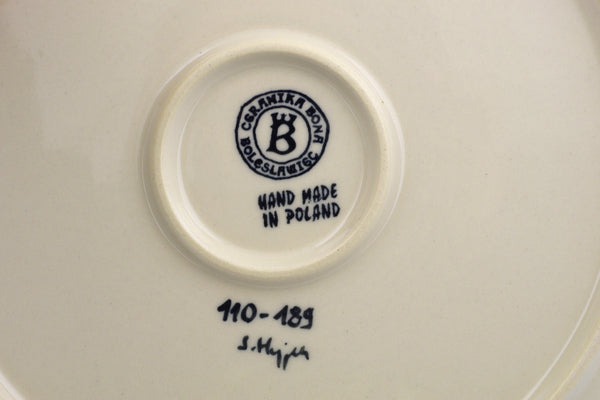 CERAMIKA BONA
BOLESLAWIEC
B
HAND MADE
IN POLAND
110-189